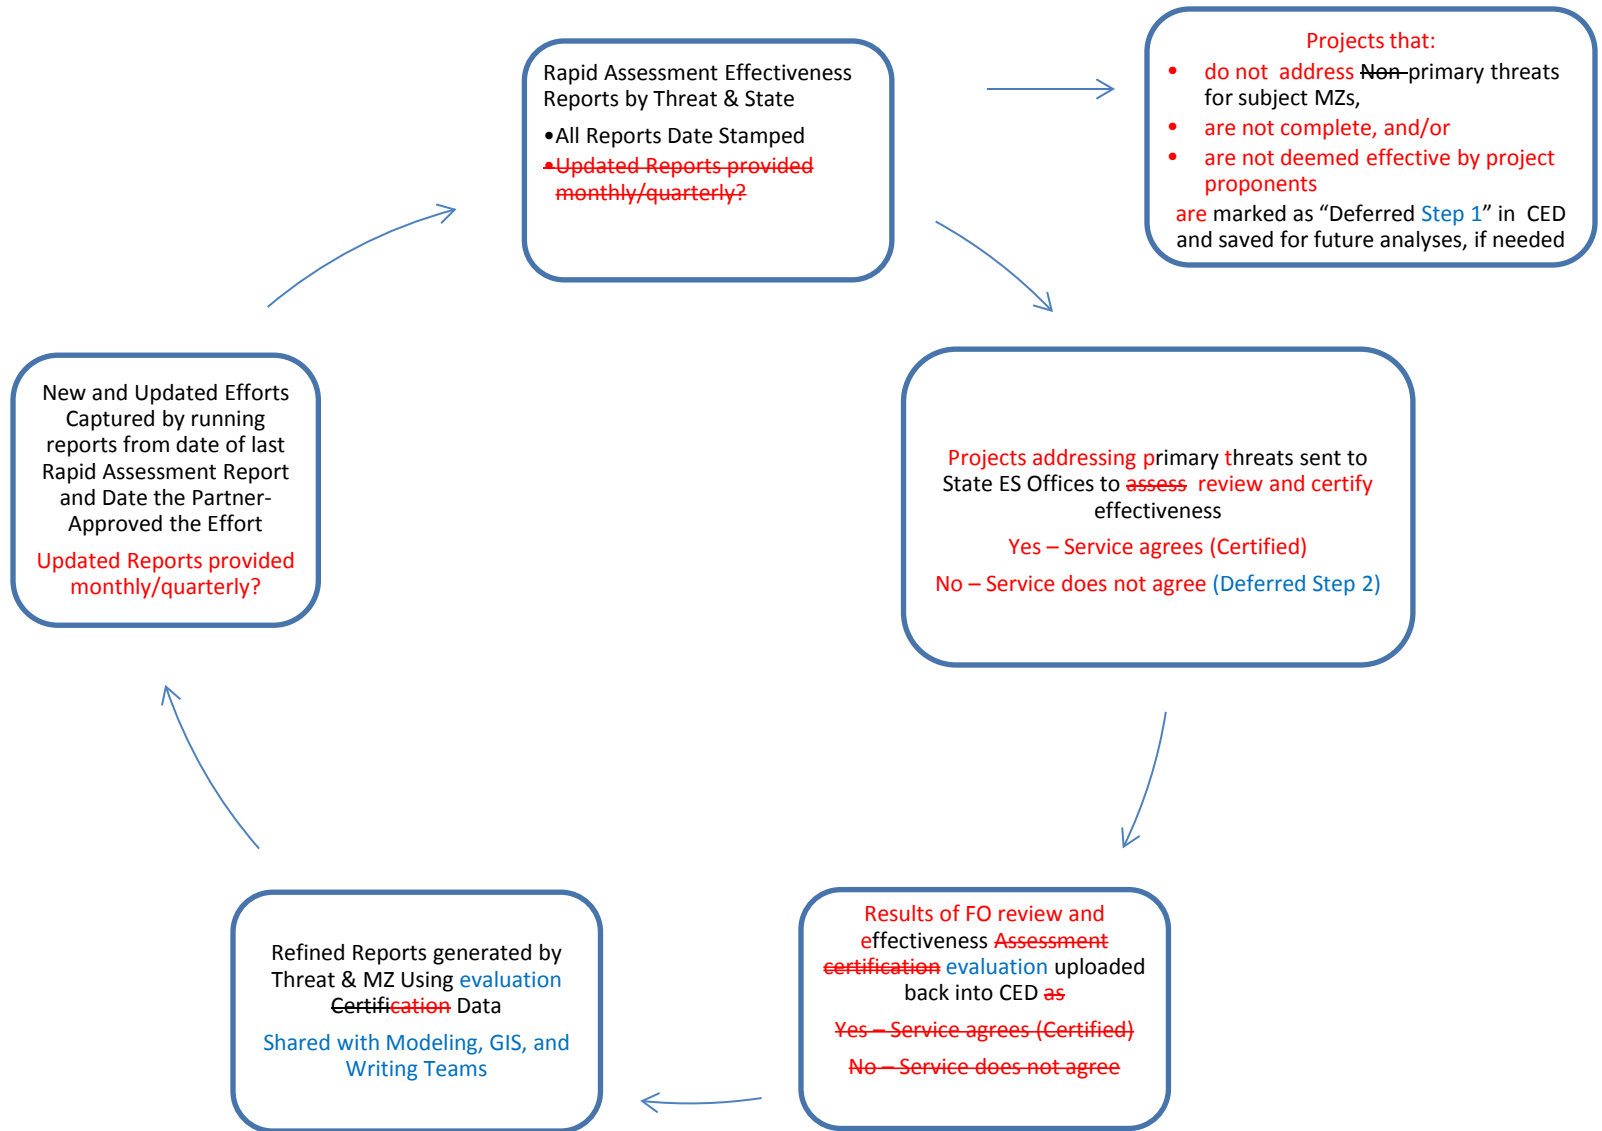 Rapid Assessment Effectiveness
Reports by Threat & State
•All Reports Date Stamped
•Updated Reports provided
monthly/quarterly?
Projects that:
• do not address Non-primary threats
for subject MZs,
• are not complete, and/or
• are not deemed effective by project
proponents
are marked as “Deferred Step 1” in CED
and saved for future analyses, if needed
Projects addressing primary threats sent to
State ES Offices to assess review and certify
effectiveness
Yes – Service agrees (Certified)
No – Service does not agree (Deferred Step 2)
Results of FO review and
effectiveness Assessment
certification evaluation uploaded
back into CED as
Yes – Service agrees (Certified)
No – Service does not agree
Refined Reports generated by
Threat & MZ Using evaluation
Certification Data
Shared with Modeling, GIS, and
Writing Teams
New and Updated Efforts
Captured by running
reports from date of last
Rapid Assessment Report
and Date the Partner-
Approved the Effort
Updated Reports provided
monthly/quarterly?